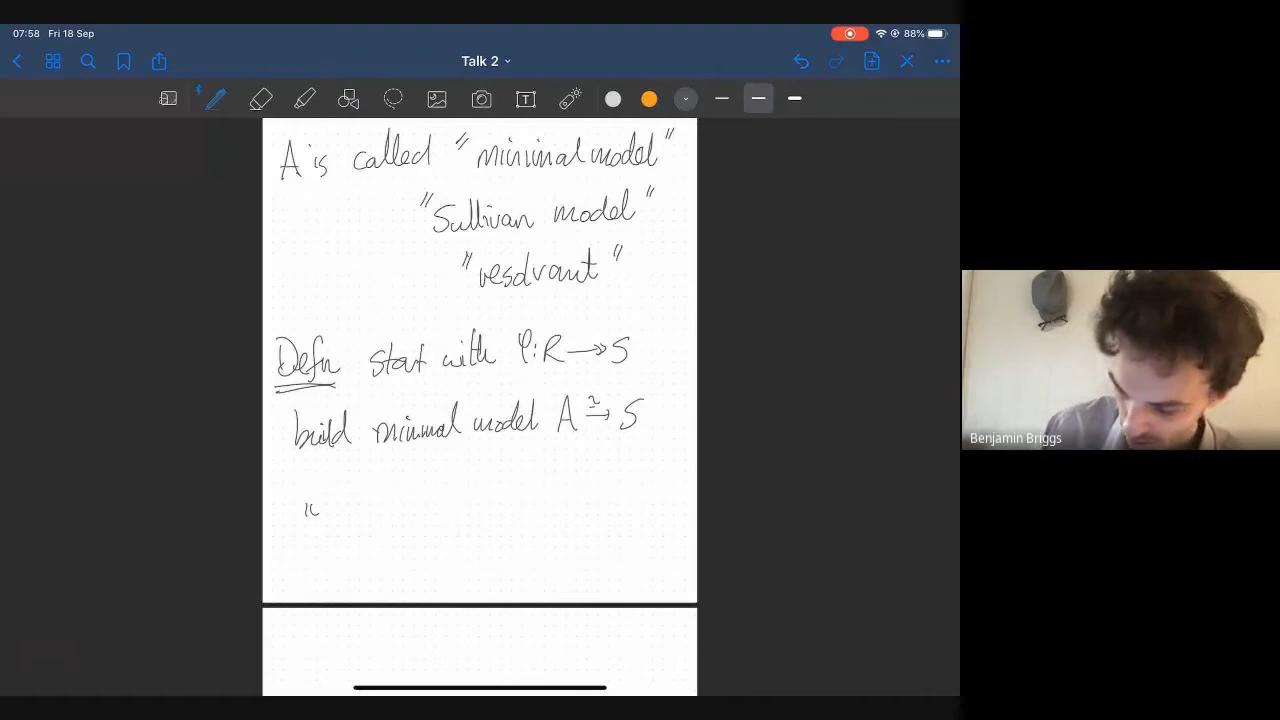 07:58 Fri 18 Sep
88%
Talk 2
T
A is called "minimal model"
"Sullivan model"
"resolvant"
Defn start with φ: R ↠ S
build minimal model A ≃→ S
"
Benjamin Briggs